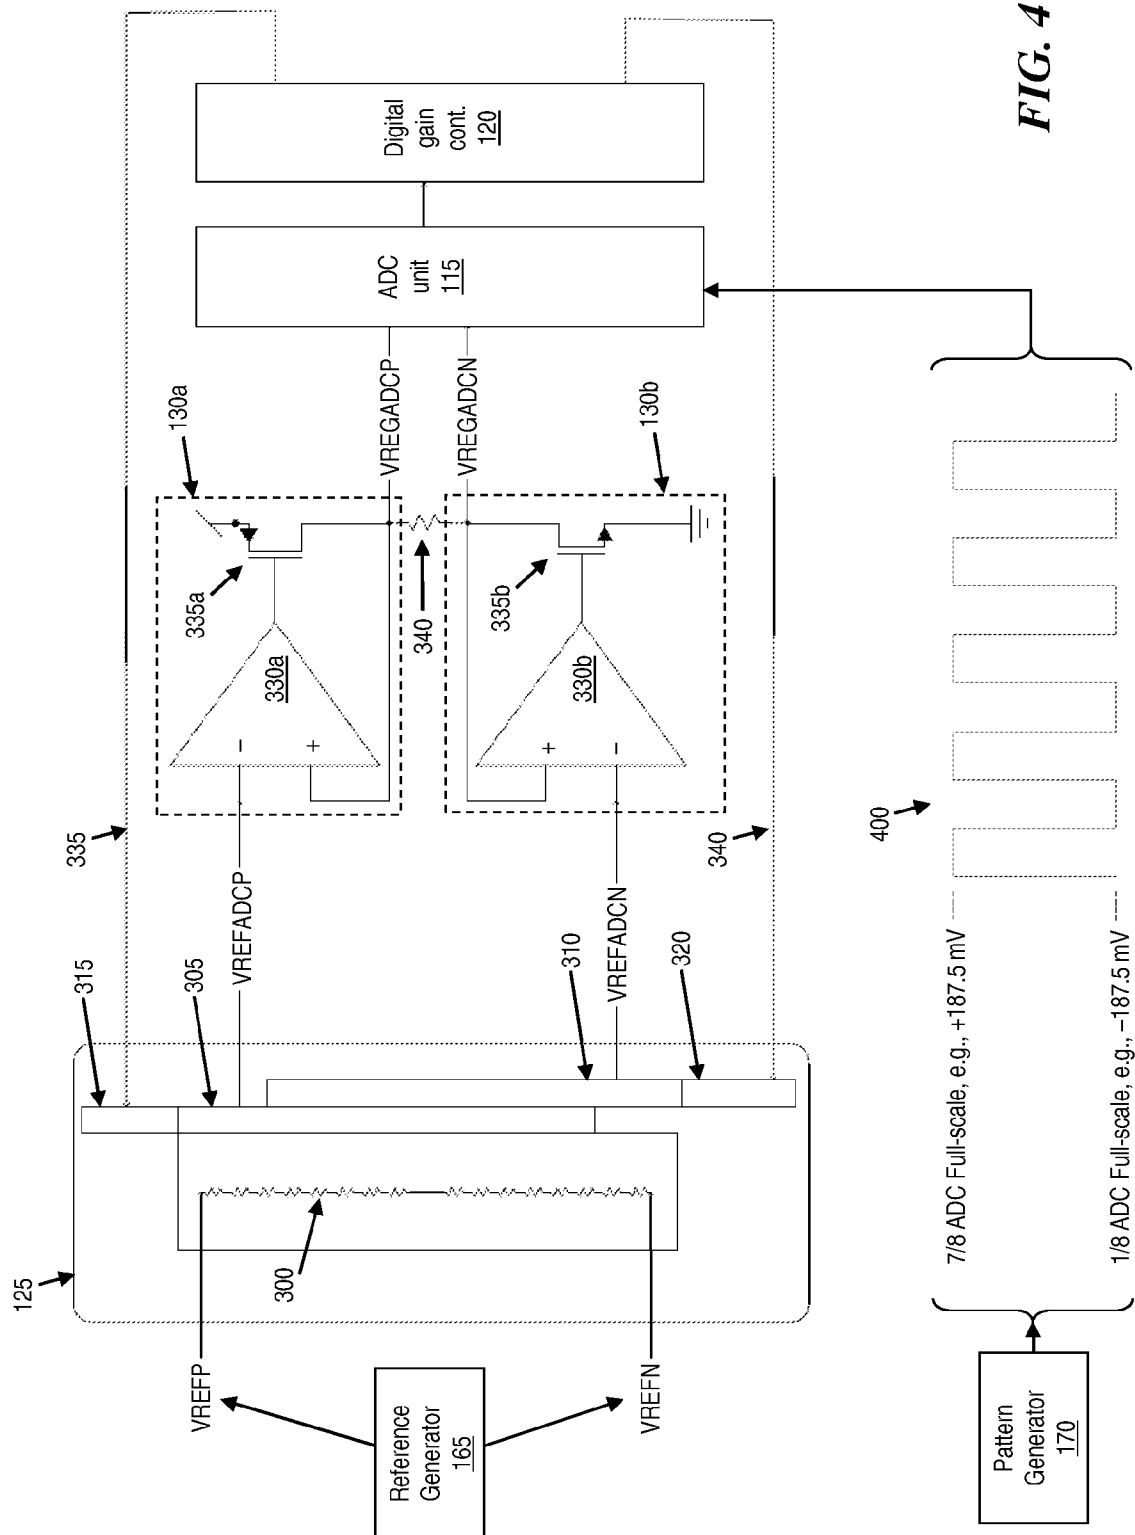 FIG. 4
125
315
305
335
130a
VREFP
300
VREFADCP
−
+
330a
335a
VREGADCP
340
VREGADCN
ADC
unit
115
Digital
gain
cont.
120
Reference
Generator
165
VREFN
310
VREFADCN
320
+
−
330b
335b
130b
340
400
Pattern
Generator
170
7/8 ADC Full-scale, e.g., +187.5 mV
1/8 ADC Full-scale, e.g., −187.5 mV